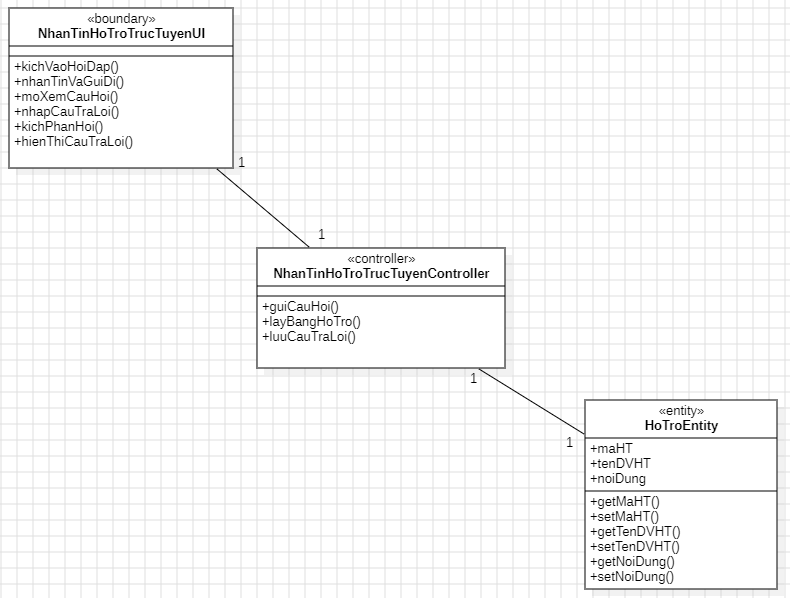 «boundary»
NhanTinHoTroTrucTuyenUI
+kichVaoHoiDap()
+nhanTinVaGuiDi()
+moXemCauHoi()
+nhapCauTraLoi()
+kichPhanHoi()
+hienThiCauTraLoi()
1
1
«controller»
NhanTinHoTroTrucTuyenController
+guiCauHoi()
+layBangHoTro()
+luuCauTraLoi()
1
1
«entity»
HoTroEntity
+maHT
+tenDVHT
+noiDung
+getMaHT()
+setMaHT()
+getTenDVHT()
+setTenDVHT()
+getNoiDung()
+setNoiDung()